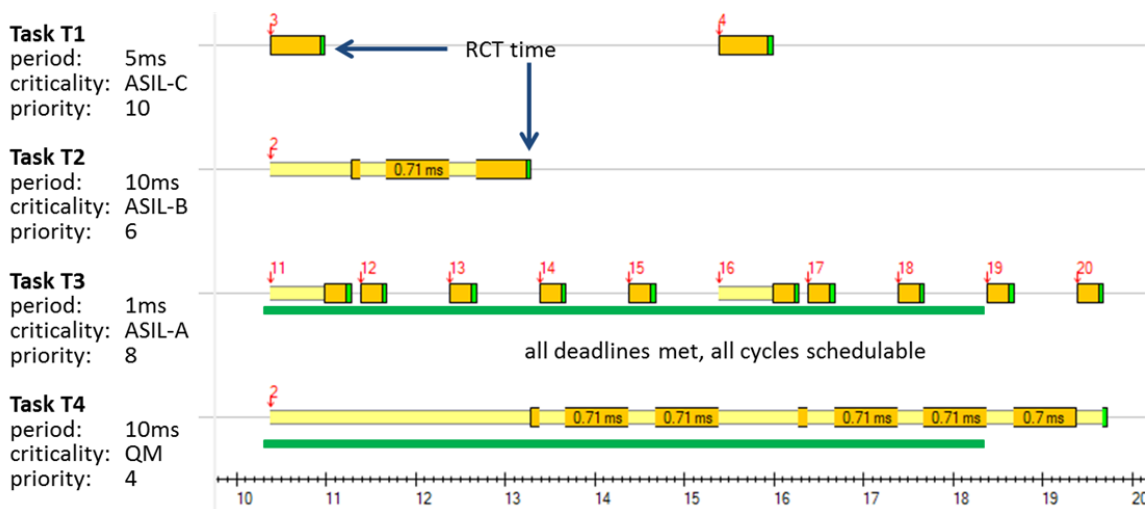 Task T1
period: 5ms
criticality: ASIL-C
priority: 10
3
4
RCT time
Task T2
period: 10ms
criticality: ASIL-B
priority: 6
2
0.71 ms
Task T3
period: 1ms
criticality: ASIL-A
priority: 8
11 12 13 14 15 16 17 18 19 20
all deadlines met, all cycles schedulable
Task T4
period: 10ms
criticality: QM
priority: 4
2
0.71 ms 0.71 ms 0.71 ms 0.71 ms 0.7 ms
10 11 12 13 14 15 16 17 18 19 20